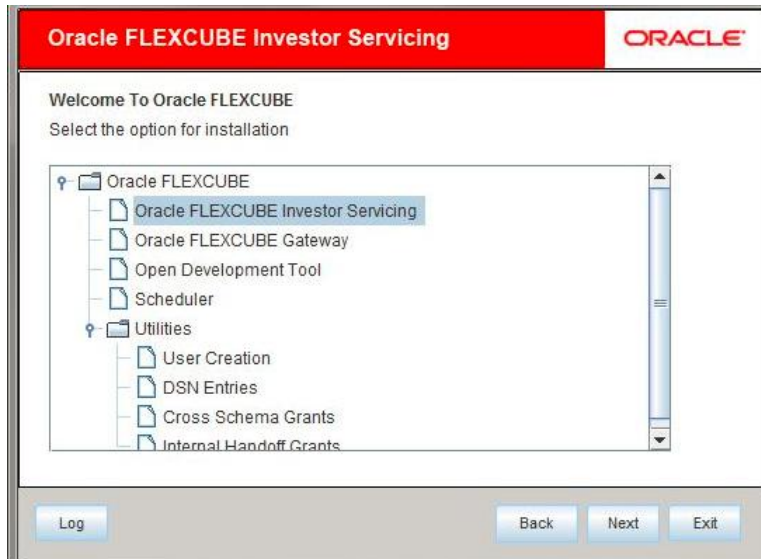 Oracle FLEXCUBE Investor Servicing
ORACLE
Welcome To Oracle FLEXCUBE
Select the option for installation
Oracle FLEXCUBE
Oracle FLEXCUBE Investor Servicing
Oracle FLEXCUBE Gateway
Open Development Tool
Scheduler
Utilities
User Creation
DSN Entries
Cross Schema Grants
Internal Handoff Grants
Log
Back
Next
Exit